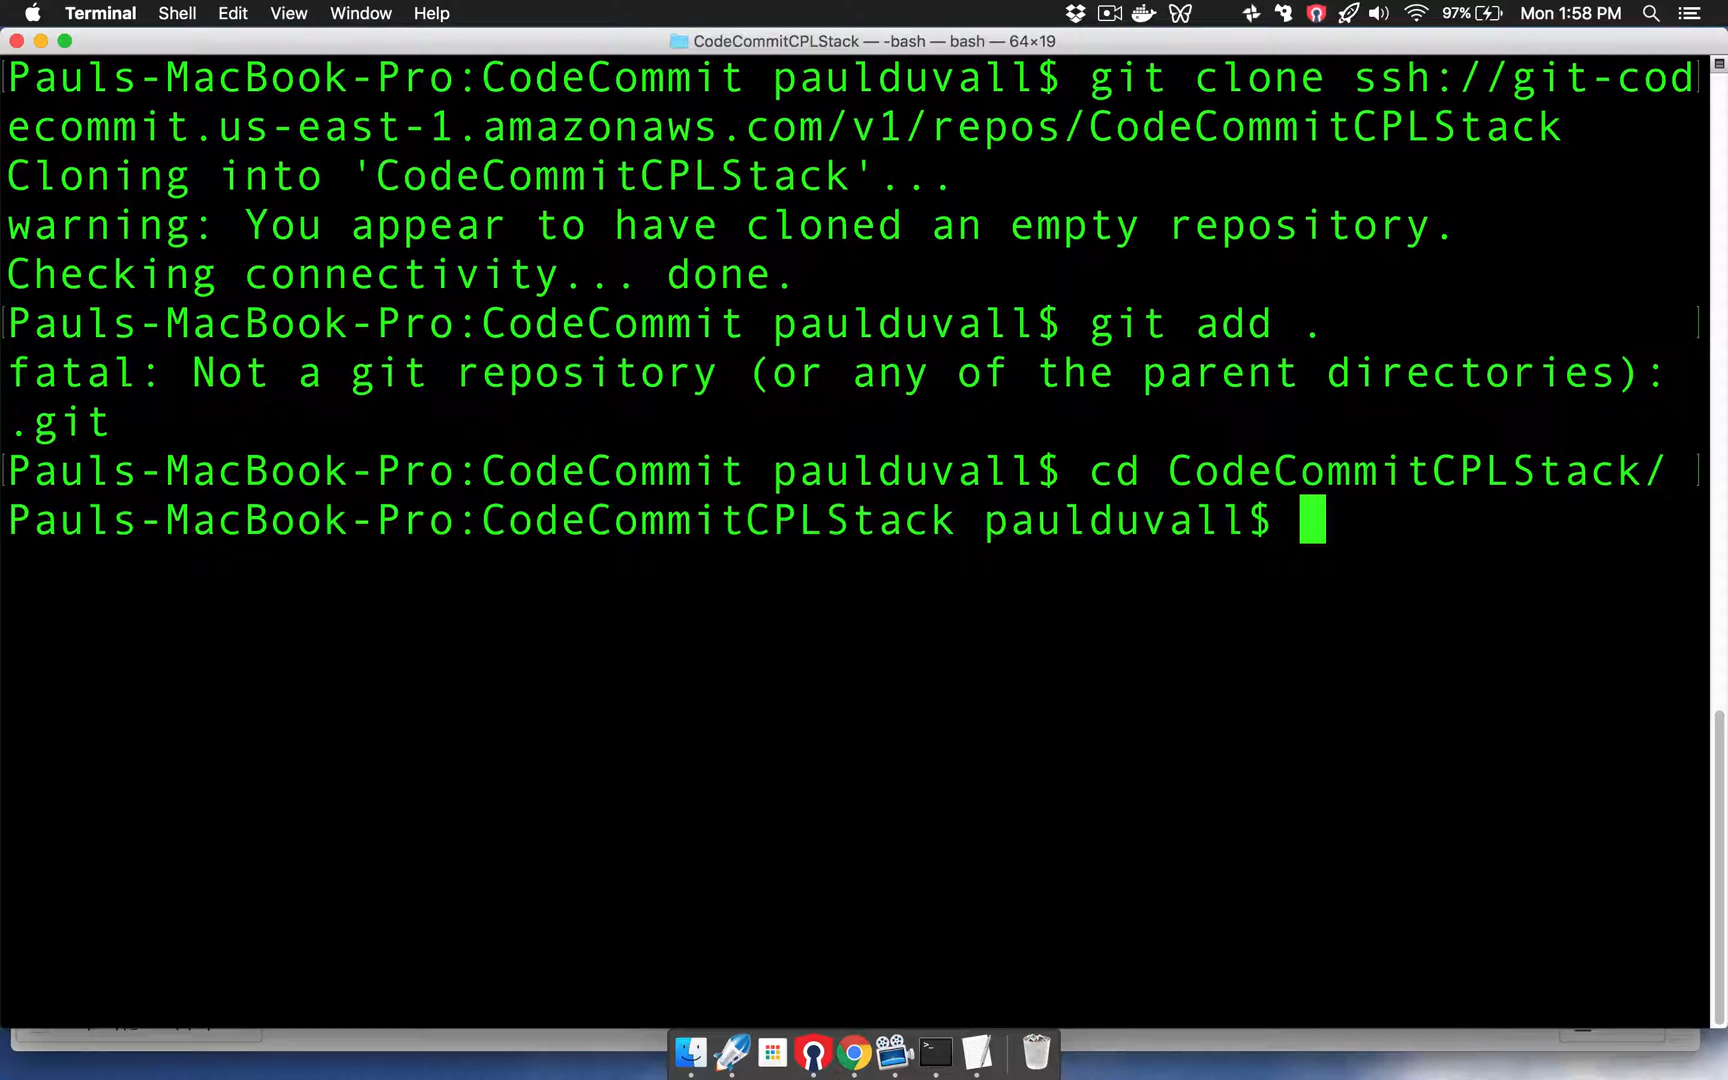 Terminal Shell Edit View Window Help 97% Mon 1:58 PM
CodeCommitCPLStack — -bash — bash — 64×19
Pauls-MacBook-Pro:CodeCommit paulduvall$ git clone ssh://git-cod
ecommit.us-east-1.amazonaws.com/v1/repos/CodeCommitCPLStack
Cloning into 'CodeCommitCPLStack'...
warning: You appear to have cloned an empty repository.
Checking connectivity... done.
Pauls-MacBook-Pro:CodeCommit paulduvall$ git add .
fatal: Not a git repository (or any of the parent directories):
.git
Pauls-MacBook-Pro:CodeCommit paulduvall$ cd CodeCommitCPLStack/
Pauls-MacBook-Pro:CodeCommitCPLStack paulduvall$